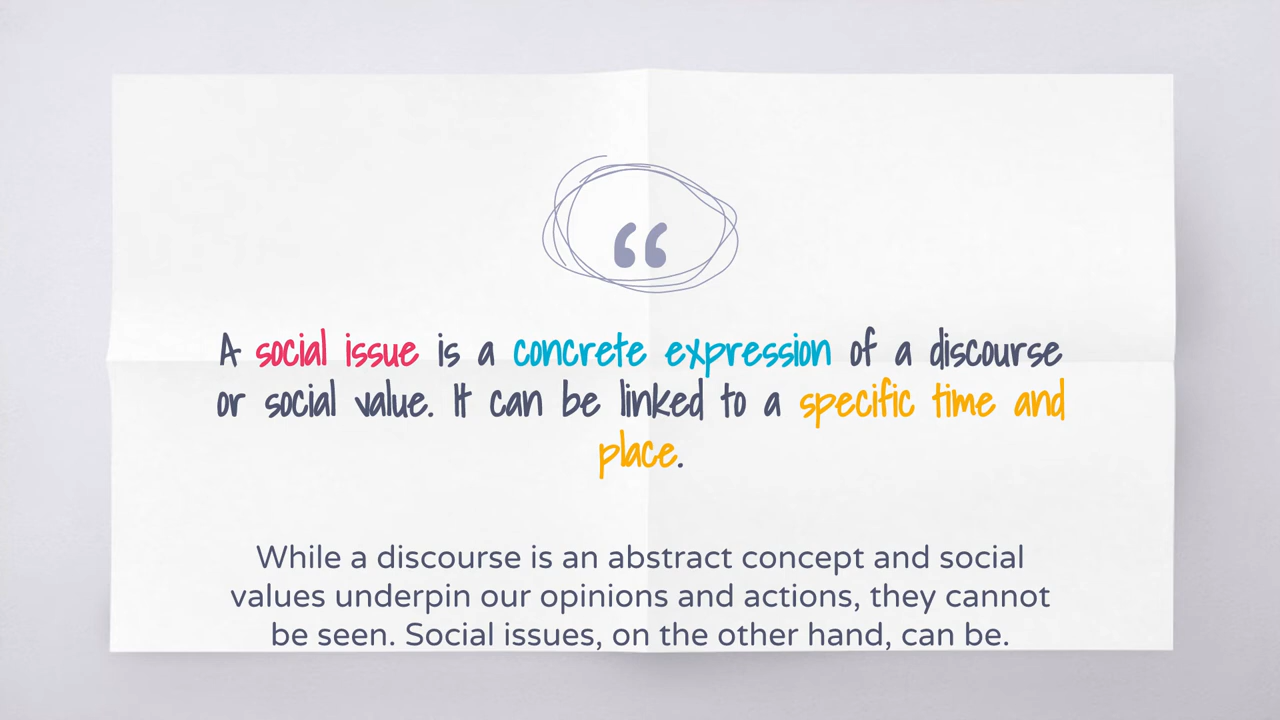 “
A social issue is a concrete expression of a discourse
or social value. It can be linked to a specific time and
place.
While a discourse is an abstract concept and social
values underpin our opinions and actions, they cannot
be seen. Social issues, on the other hand, can be.